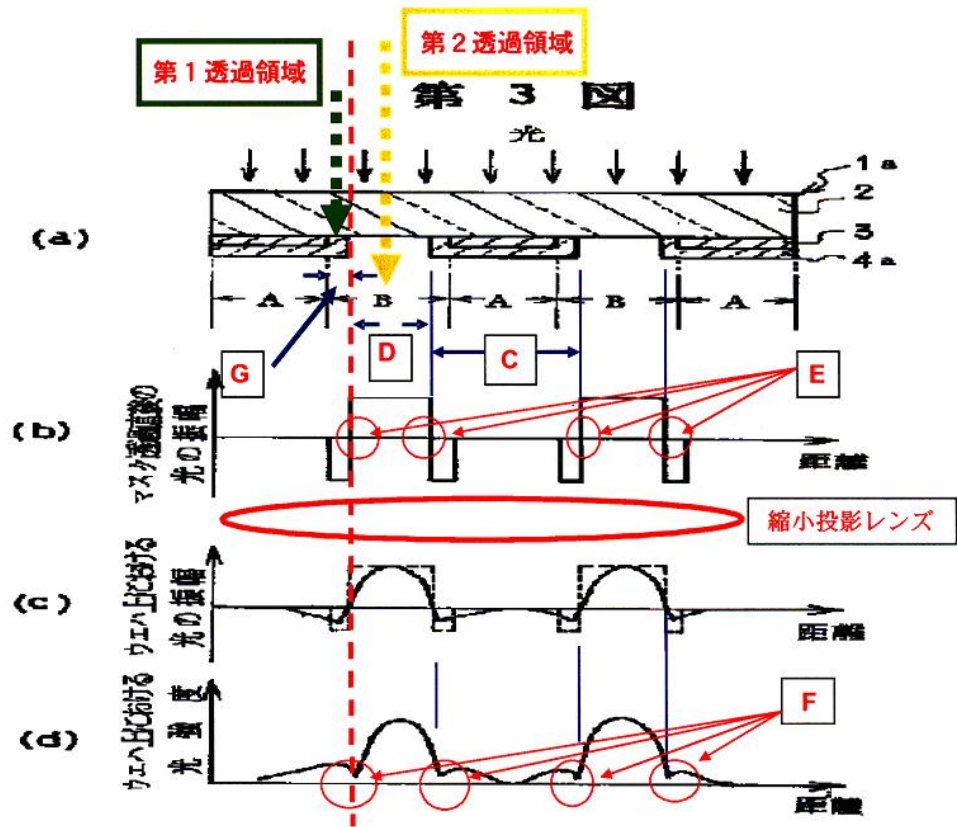 第1透過領域
第2透過領域
第 3 図
光
1a
2
3
4a
(a)
A
B
A
B
A
G
D
C
E
(b)
マスク透過直後の
光の振幅
距離
縮小投影レンズ
(c)
ウエハ上における
光の振幅
距離
(d)
ウエハ上における
光強度
F
距離